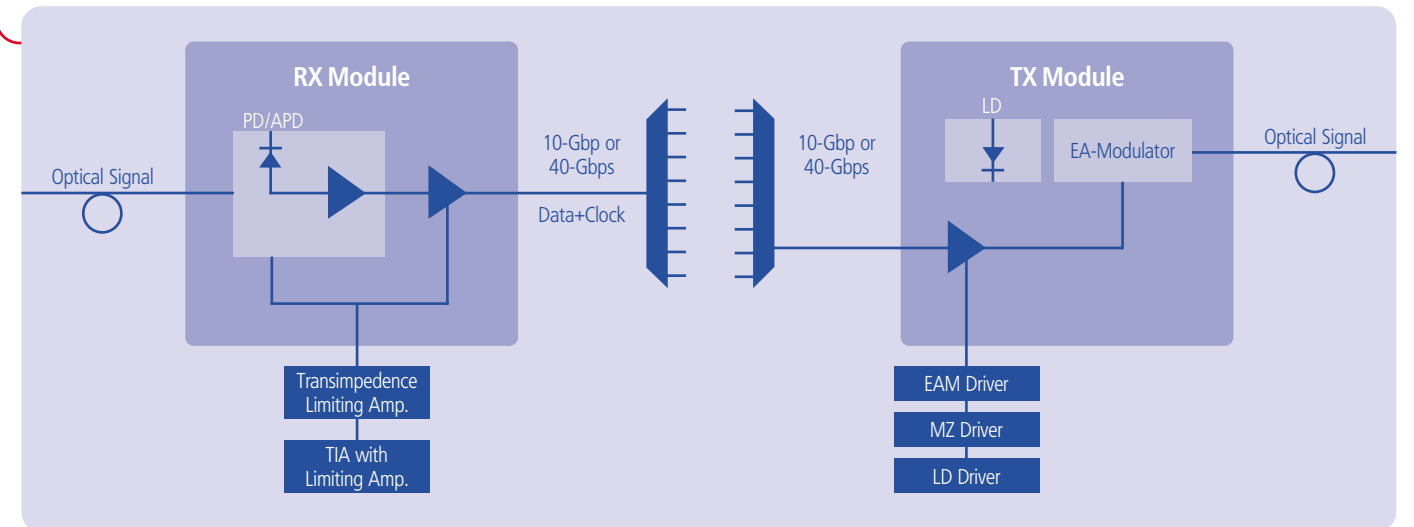 RX Module
PD/APD
Optical Signal
10-Gbp or
40-Gbps
Data+Clock
Transimpedence
Limiting Amp.
TIA with
Limiting Amp.
10-Gbp or
40-Gbps
TX Module
LD
EA-Modulator
Optical Signal
EAM Driver
MZ Driver
LD Driver